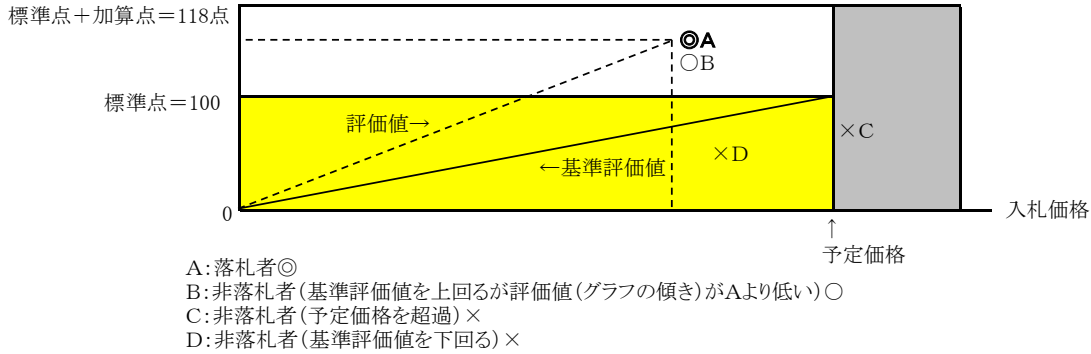 標準点＋加算点＝118点
◎A
○B
標準点＝100
評価値→
×C
×D
←基準評価値
0
入札価格
↑
予定価格
A：落札者◎
B：非落札者（基準評価値を上回るが評価値（グラフの傾き）がAより低い）○
C：非落札者（予定価格を超過）×
D：非落札者（基準評価値を下回る）×